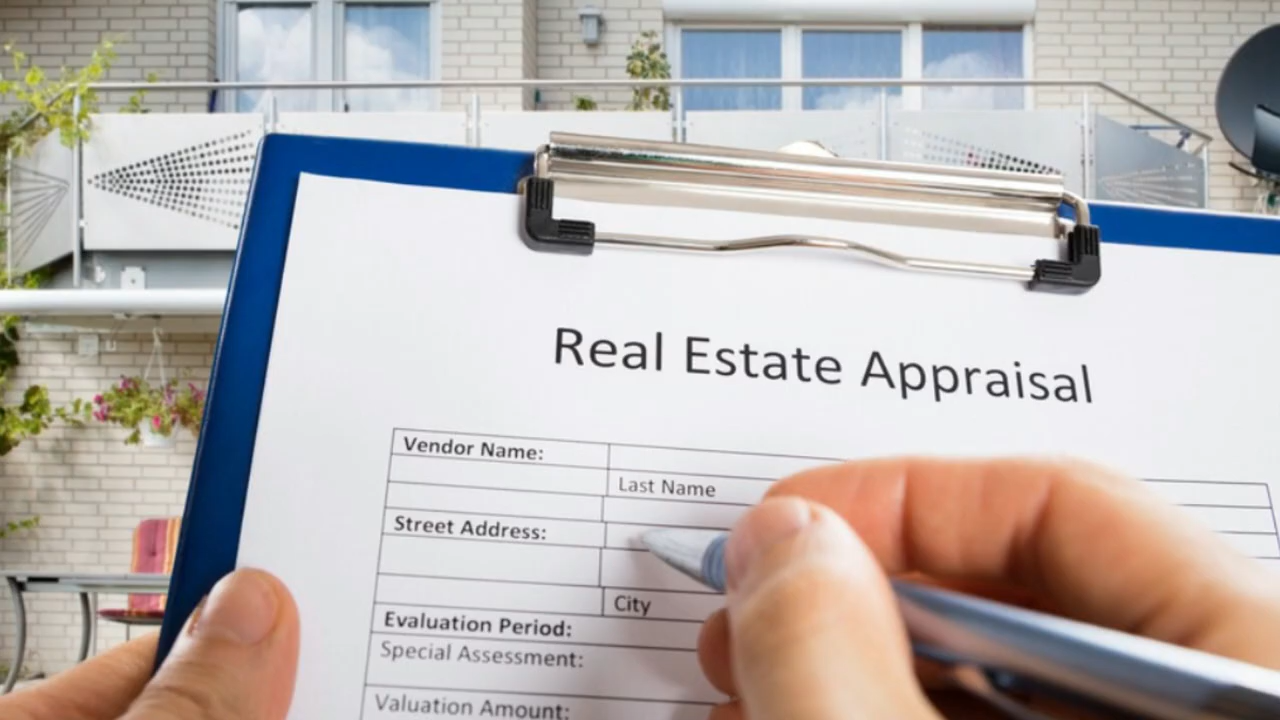 Real Estate Appraisal
Vendor Name:
Last Name
Street Address:
City
Evaluation Period:
Special Assessment:
Valuation Amount: